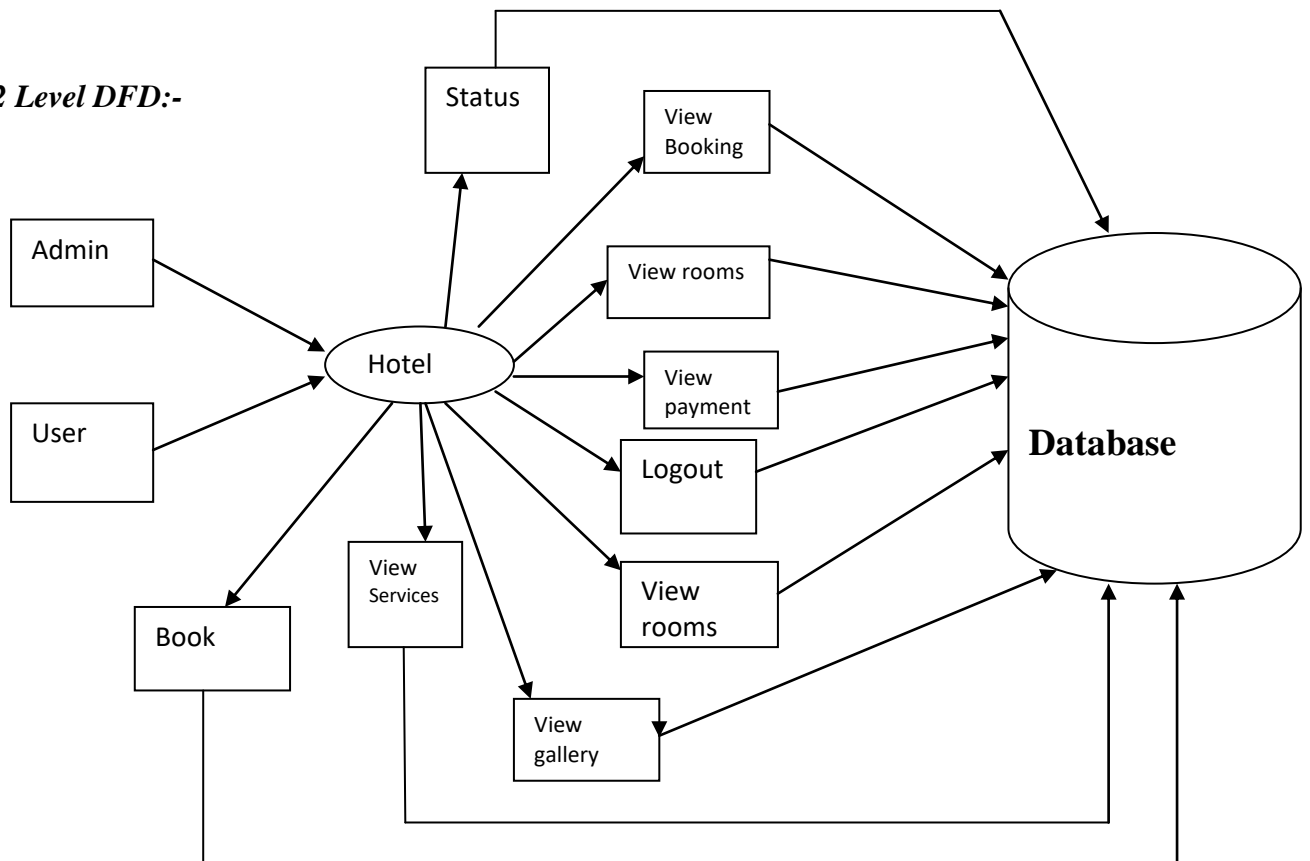 2 Level DFD:-
Status
View
Booking
Admin
View rooms
Hotel
View
payment
User
Logout
Database
View
Services
View
rooms
Book
View
gallery